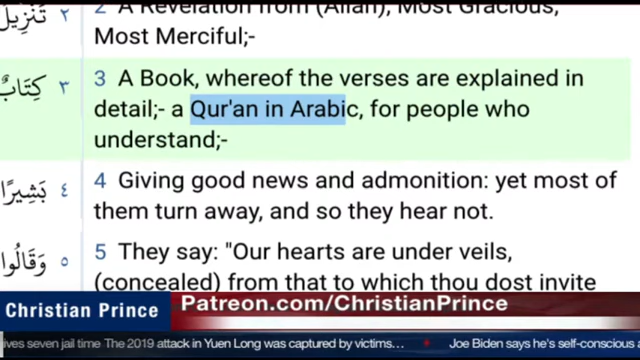 2 A Revelation from (Allah), Most Gracious,
تَنْزِيلٌ ٢
Most Merciful;-
3 A Book, whereof the verses are explained in
كِتَابٌ ٣
detail;- a Qur'an in Arabic, for people who
understand;-
4 Giving good news and admonition: yet most of
بَشِيرًا ٤
them turn away, and so they hear not.
5 They say: "Our hearts are under veils,
وَقَالُوا ٥
(concealed) from that to which thou dost invite
Christian Prince
Patreon.com/ChristianPrince
ives seven jail time The 2019 attack in Yuen Long was captured by victims… Joe Biden says he's self-conscious a